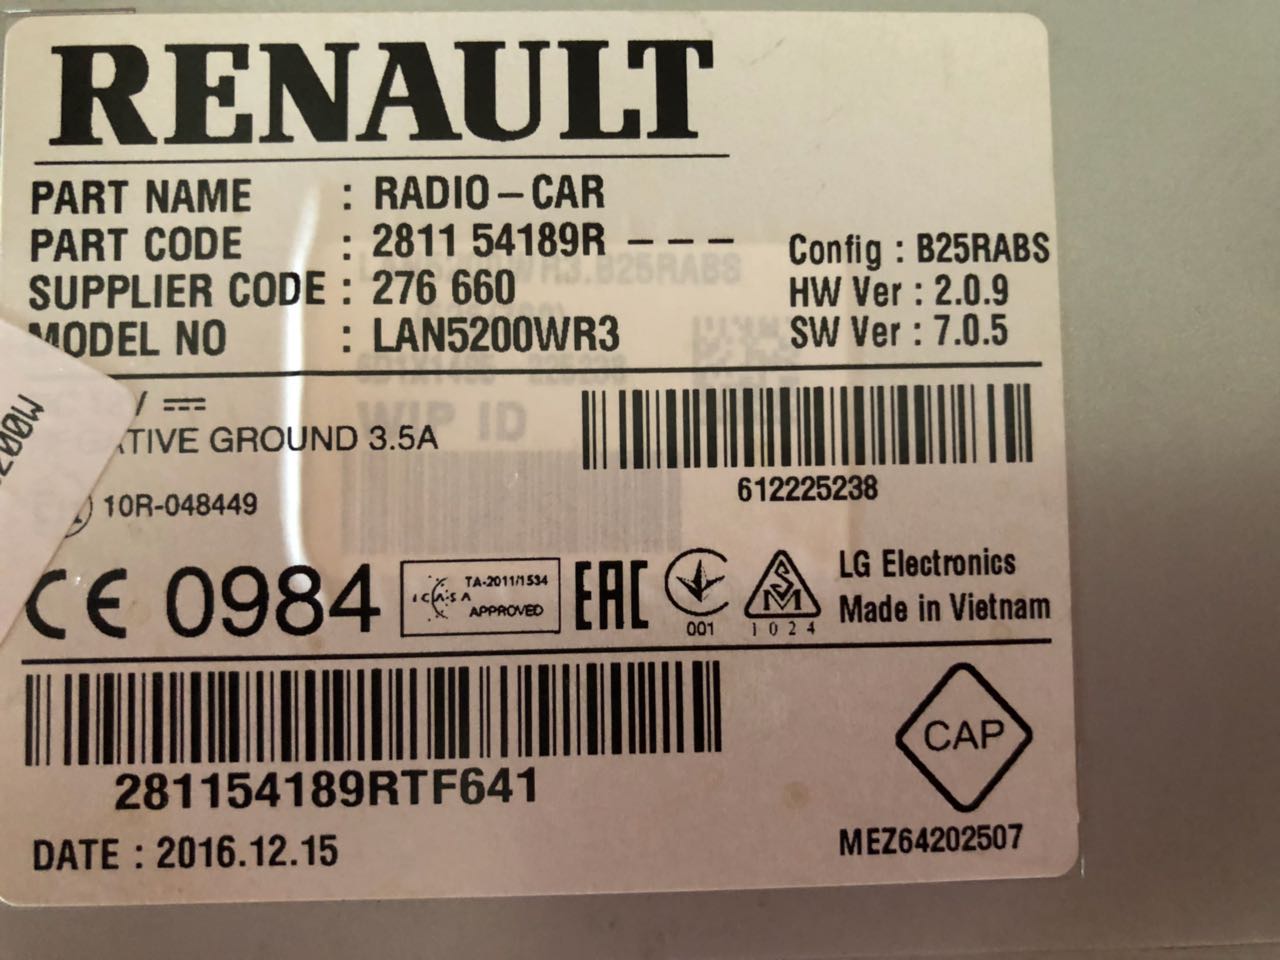 RENAULT
PART NAME : RADIO-CAR
PART CODE : 2811 54189R - - -
SUPPLIER CODE : 276 660
MODEL NO : LAN5200WR3
Config : B25RABS
HW Ver : 2.0.9
SW Ver : 7.0.5
GROUND 3.5A
612225238
10R-048449
CE 0984
TA-2011/1534
ICASA
APPROVED
EAC
001
SM
1024
LG Electronics
Made in Vietnam
281154189RTF641
CAP
DATE : 2016.12.15
MEZ64202507